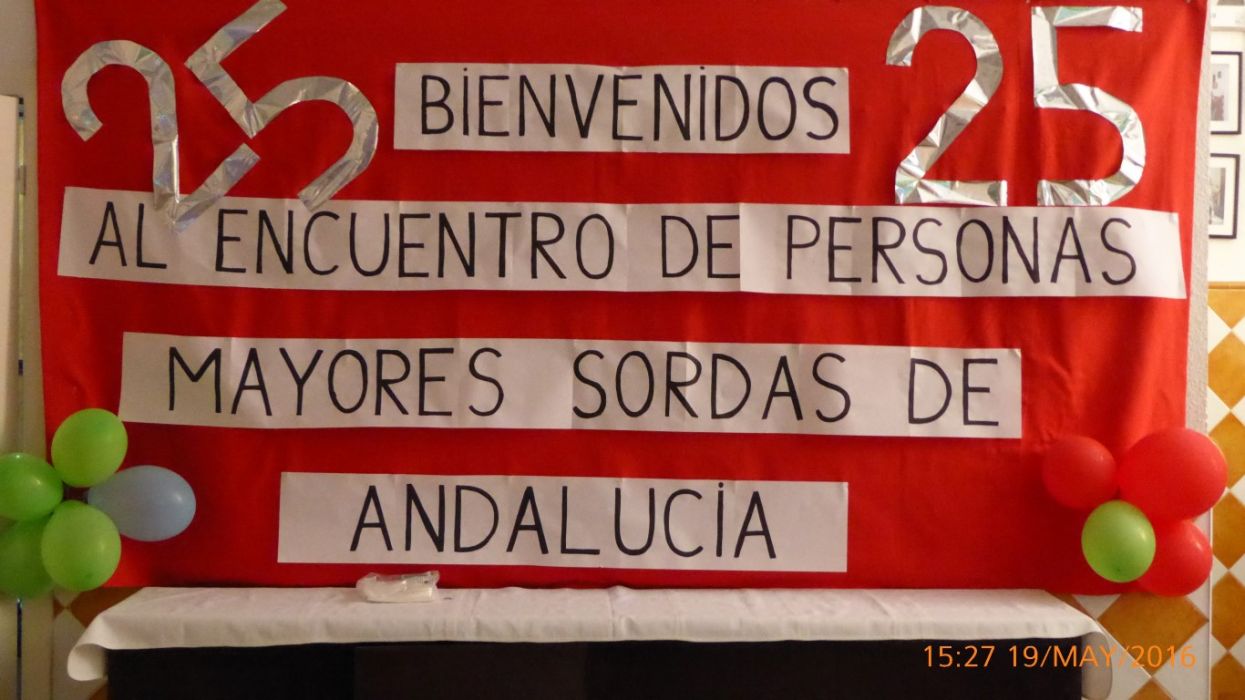 25 BiENVENiDOS 25
AL ENCUENTRO DE PERSONAS
MAYORES SORDAS DE
ANDALUCiA
15:27 19/MAY/2016